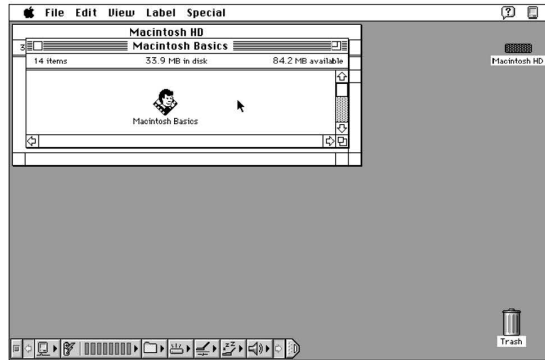 File Edit View Label Special
Macintosh HD
Macintosh Basics
14 items 33.9 MB in disk 84.2 MB available
Macintosh HD
Macintosh Basics
Trash